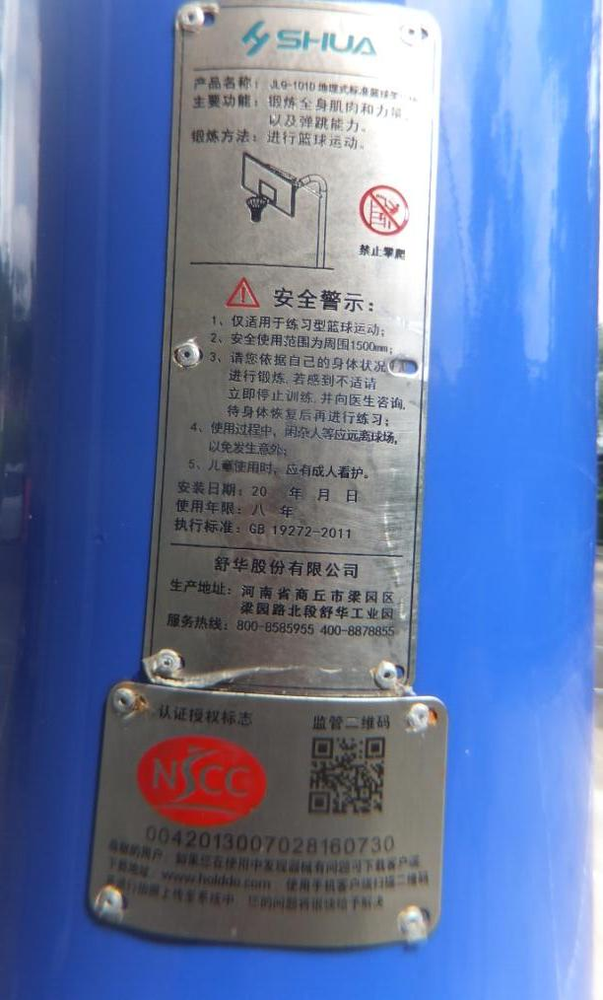 SHUA
产品名称: JLG-101D 地埋式标准篮球
主要功能: 锻炼全身肌肉和力
以及弹跳能力。
锻炼方法: 进行篮球运动。
禁止攀爬
安全警示:
1、仅适用于练习型篮球运动;
2、安全使用范围为周围1500mm;
3、请您依据自己的身体状况
进行锻炼,若感到不适请
立即停止训练,并向医生咨询,
待身体恢复后再进行练习;
4、使用过程中,闲杂人等应远离球场,
以免发生意外;
5、儿童使用时,应有成人看护。
安装日期: 20 年 月 日
使用年限: 八 年
执行标准: GB 19272-2011
舒华股份有限公司
生产地址: 河南省商丘市梁园区
梁园路北段舒华工业园
服务热线: 800-8585955 400-8878855
认证授权标志 监管二维码
NSCC
0042013007028160730
尊敬的用户: 如果您在使用中发现器械有问题可下载客户端
下载地址: www.holddo.com 使用手机客户端扫描二维码
并进行拍照上传至系统中 您的问题将很快给予解决